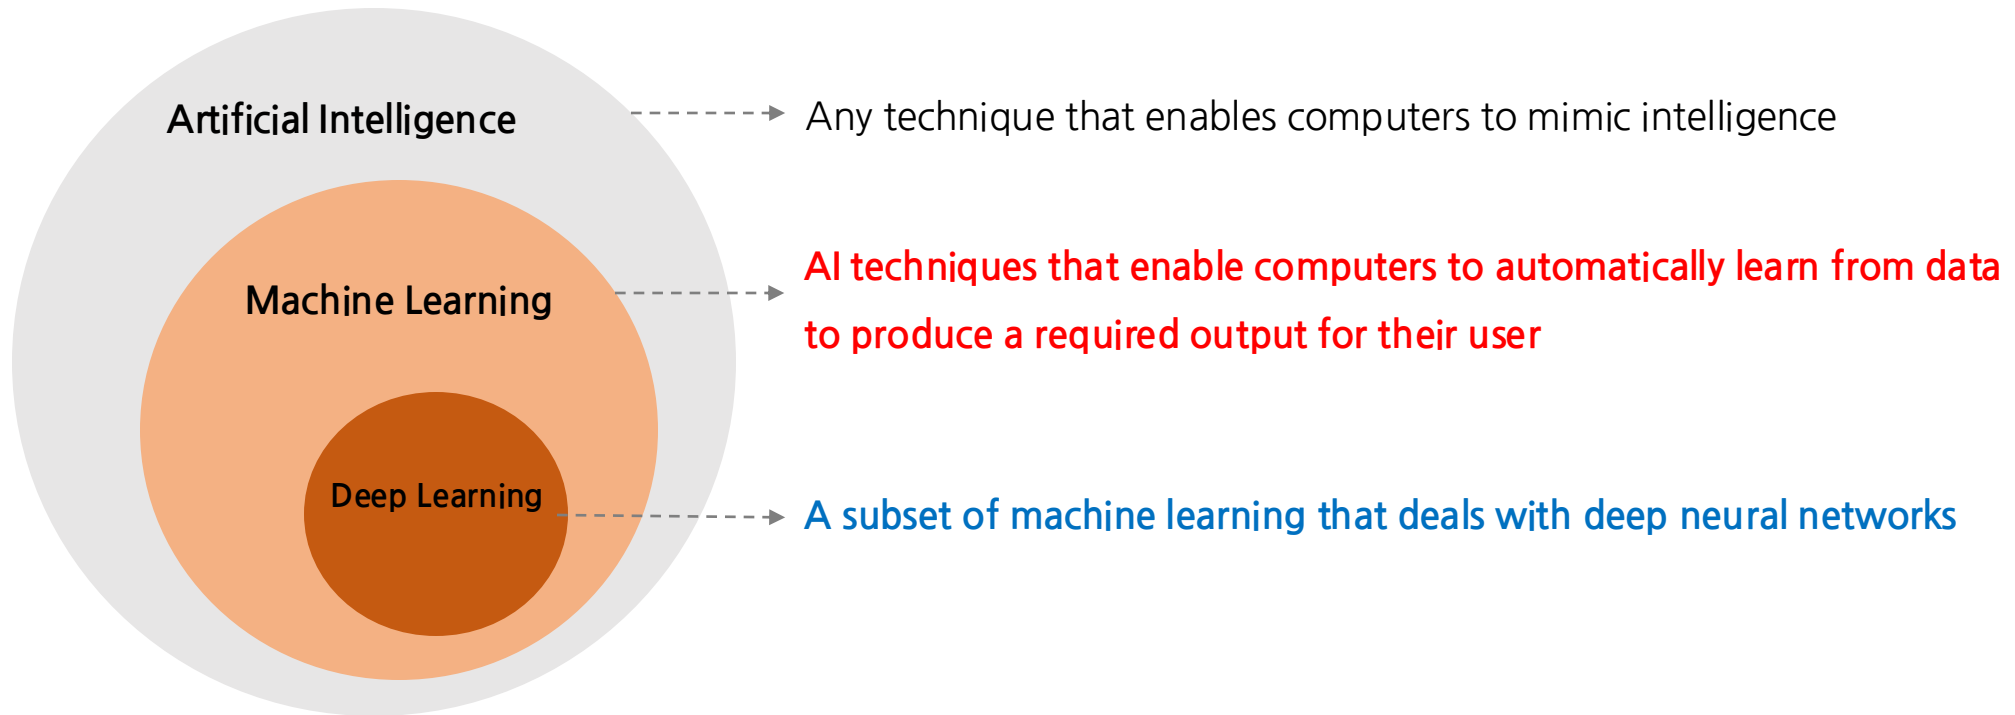 Artificial Intelligence
Any technique that enables computers to mimic intelligence
AI techniques that enable computers to automatically learn from data
to produce a required output for their user
Machine Learning
Deep Learning
A subset of machine learning that deals with deep neural networks